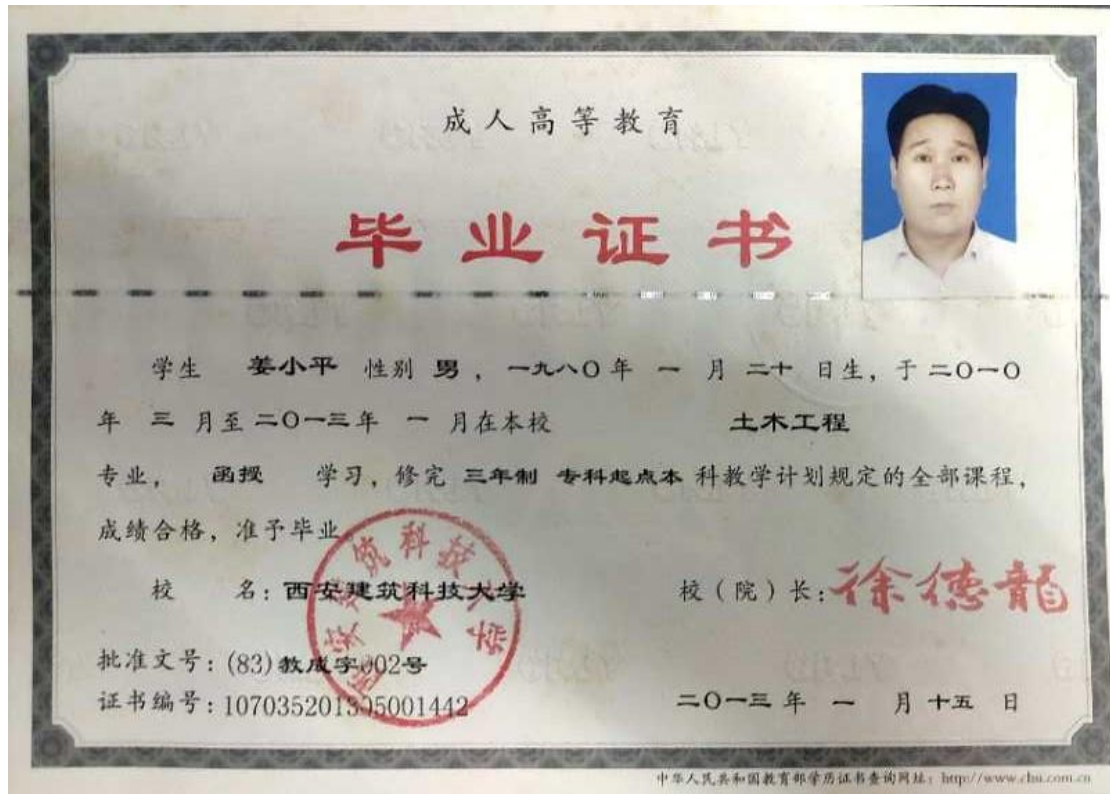 成人高等教育
毕业证书
学生 姜小平 性别 男，一九八〇年 一 月 二十 日生，于二〇一〇
年 三 月至二〇一三年 一 月在本校 土木工程
专业， 函授 学习，修完 三年制 专科起点本 科教学计划规定的全部课程，
成绩合格，准予毕业。
校 名：西安建筑科技大学
校（院）长：徐德龍
批准文号：(83)教成字002号
证书编号：107035201305001442
二〇一三年 一 月十五 日
西安建筑科技大学
中华人民共和国教育部学历证书查询网址：http://www.chsi.com.cn